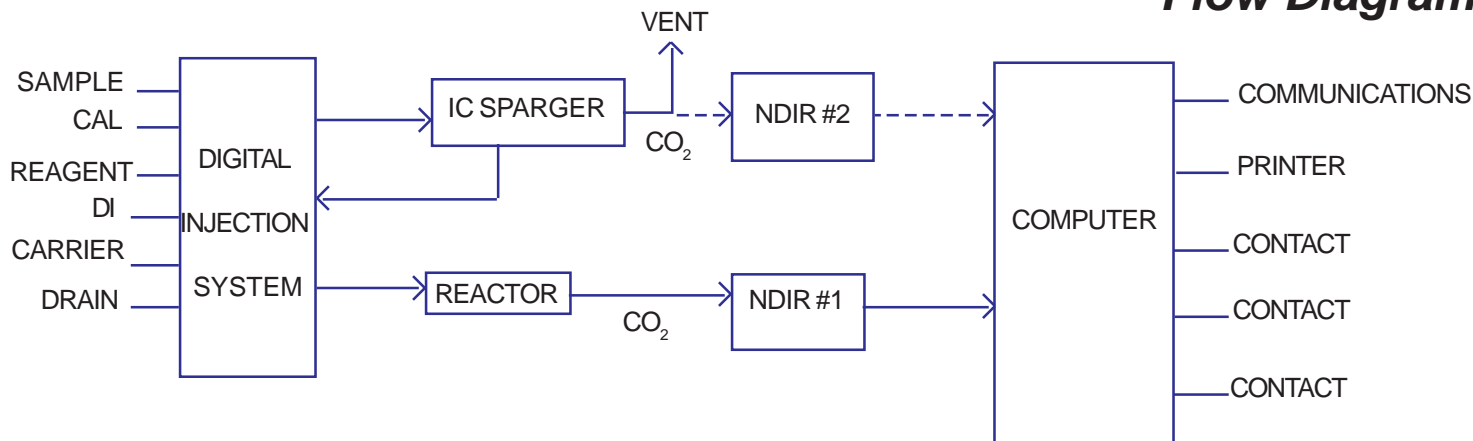 Flow Diagram
VENT
SAMPLE
CAL
REAGENT
DI
CARRIER
DRAIN
DIGITAL
INJECTION
SYSTEM
IC SPARGER
CO2
NDIR #2
REACTOR
CO2
NDIR #1
COMPUTER
COMMUNICATIONS
PRINTER
CONTACT
CONTACT
CONTACT